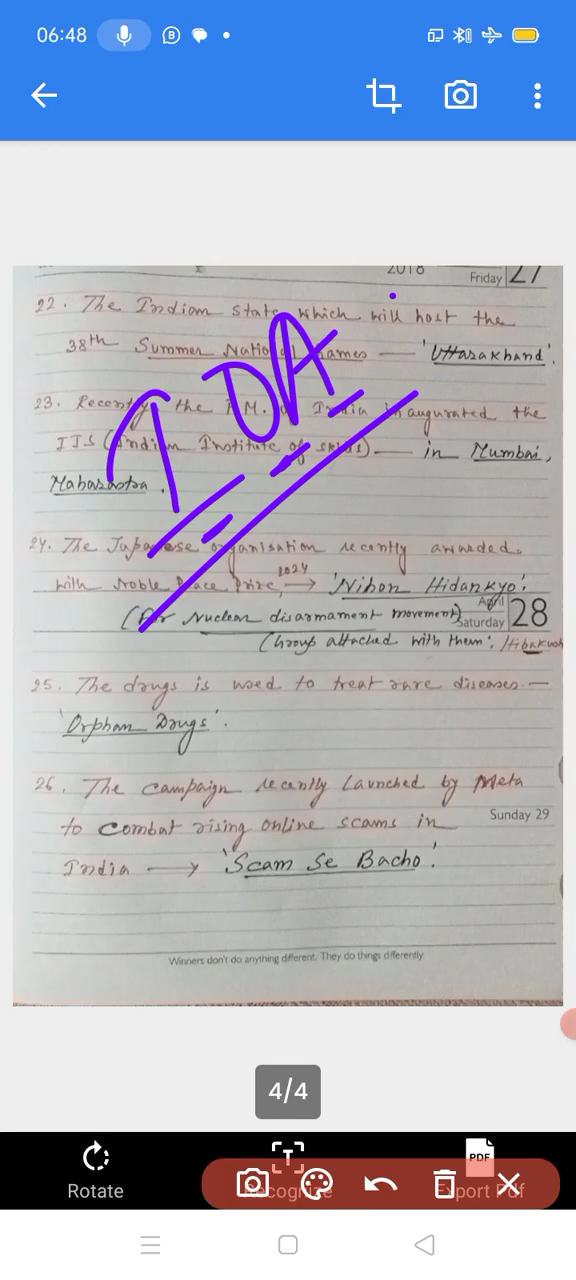 06:48
2018 Friday 27
22. The Indian state which will host the
38th Summer National Games — 'Uttarakhand'.
23. Recently the P.M. of India inaugurated the
IIS (Indian Institute of Skills) — in Mumbai,
Maharastra.
24. The Japanese organisation recently awarded
with Noble Peace Prize, 2024 → 'Nihon Hidankyo'.
April
Saturday 28
(For Nuclear disarmament movement)
(Group attached with them:
25. The drugs is used to treat rare diseases —
'Orphan Drugs'.
26. The campaign recently launched by Meta
Sunday 29
to combat rising online scams in
India → 'Scam Se Bacho'.
Winners don't do anything different. They do things differently
4/4
PDF
Rotate
Recognize
Export Pdf